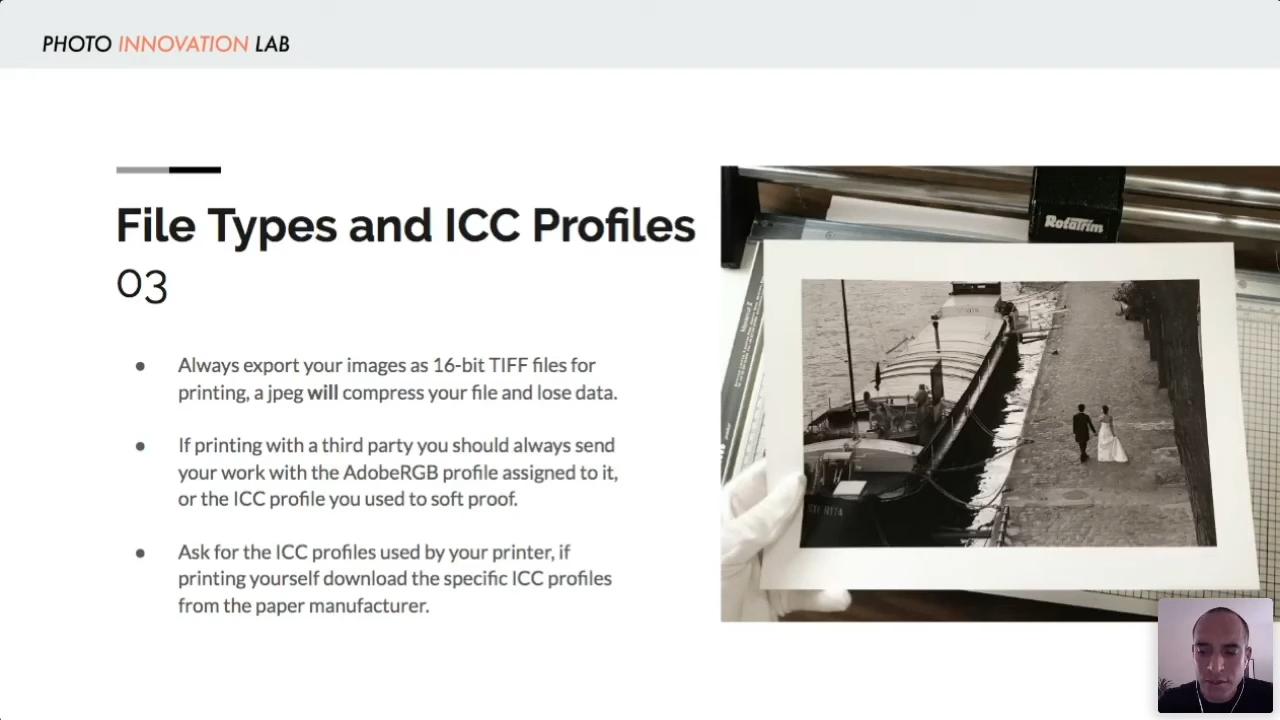 PHOTO INNOVATION LAB
File Types and ICC Profiles
03
● Always export your images as 16-bit TIFF files for
printing, a jpeg will compress your file and lose data.
● If printing with a third party you should always send
your work with the AdobeRGB profile assigned to it,
or the ICC profile you used to soft proof.
● Ask for the ICC profiles used by your printer, if
printing yourself download the specific ICC profiles
from the paper manufacturer.
Rotatrim